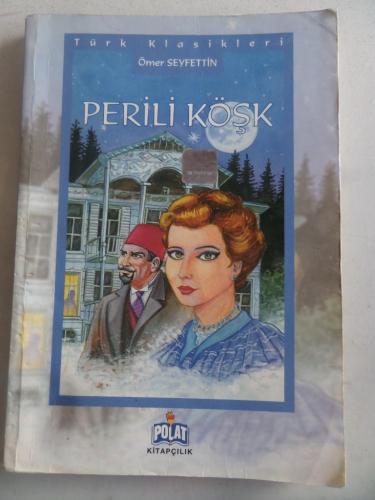 Türk Klasikleri
Ömer SEYFETTİN
PERİLİ KÖŞK
POLAT
KİTAPÇILIK